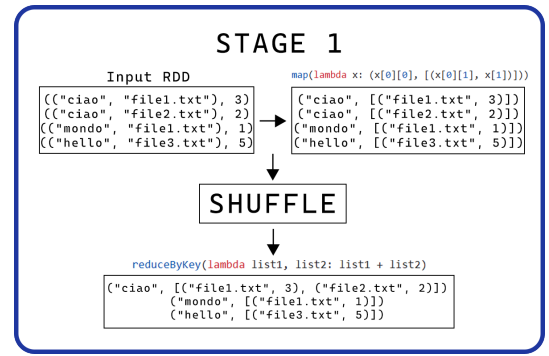 STAGE 1
Input RDD
(("ciao", "file1.txt"), 3)
(("ciao", "file2.txt"), 2)
(("mondo", "file1.txt"), 1)
(("hello", "file3.txt"), 5)
map(lambda x: (x[0][0], [(x[0][1], x[1])]))
("ciao", [("file1.txt", 3)])
("ciao", [("file2.txt", 2)])
("mondo", [("file1.txt", 1)])
("hello", [("file3.txt", 5)])
SHUFFLE
reduceByKey(lambda list1, list2: list1 + list2)
("ciao", [("file1.txt", 3), ("file2.txt", 2)])
("mondo", [("file1.txt", 1)])
("hello", [("file3.txt", 5)])